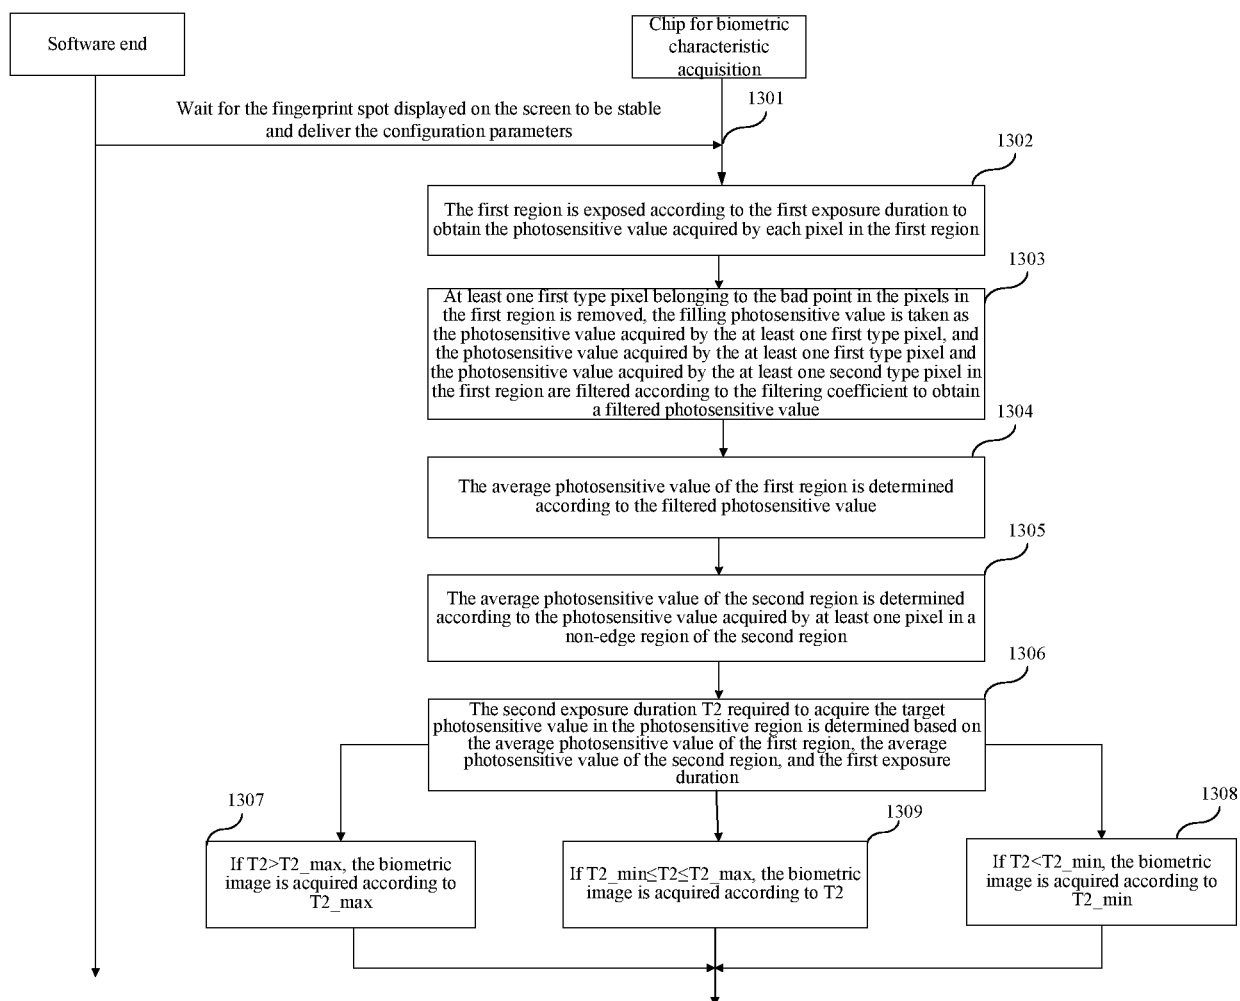 Software end
Chip for biometric
characteristic
acquisition
Wait for the fingerprint spot displayed on the screen to be stable
and deliver the configuration parameters
1301
1302
The first region is exposed according to the first exposure duration to
obtain the photosensitive value acquired by each pixel in the first region
1303
At least one first type pixel belonging to the bad point in the pixels in
the first region is removed, the filling photosensitive value is taken as
the photosensitive value acquired by the at least one first type pixel, and
the photosensitive value acquired by the at least one first type pixel and
the photosensitive value acquired by the at least one second type pixel in
the first region are filtered according to the filtering coefficient to obtain
a filtered photosensitive value
1304
The average photosensitive value of the first region is determined
according to the filtered photosensitive value
1305
The average photosensitive value of the second region is determined
according to the photosensitive value acquired by at least one pixel in a
non-edge region of the second region
1306
The second exposure duration T2 required to acquire the target
photosensitive value in the photosensitive region is determined based on
the average photosensitive value of the first region, the average
photosensitive value of the second region, and the first exposure
duration
1307
If T2>T2_max, the biometric
image is acquired according to
T2_max
1309
If T2_min≤T2≤T2_max, the biometric
image is acquired according to T2
1308
If T2<T2_min, the biometric
image is acquired according to
T2_min